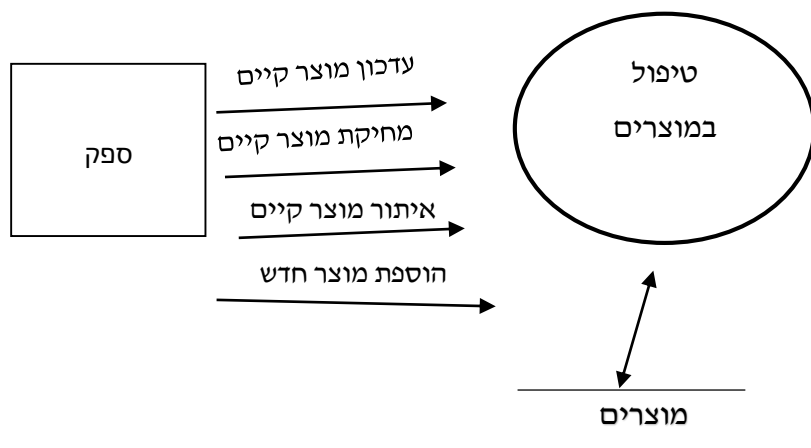 טיפול
במוצרים
עדכון מוצר קיים
מחיקת מוצר קיים
איתור מוצר קיים
הוספת מוצר חדש
ספק
מוצרים